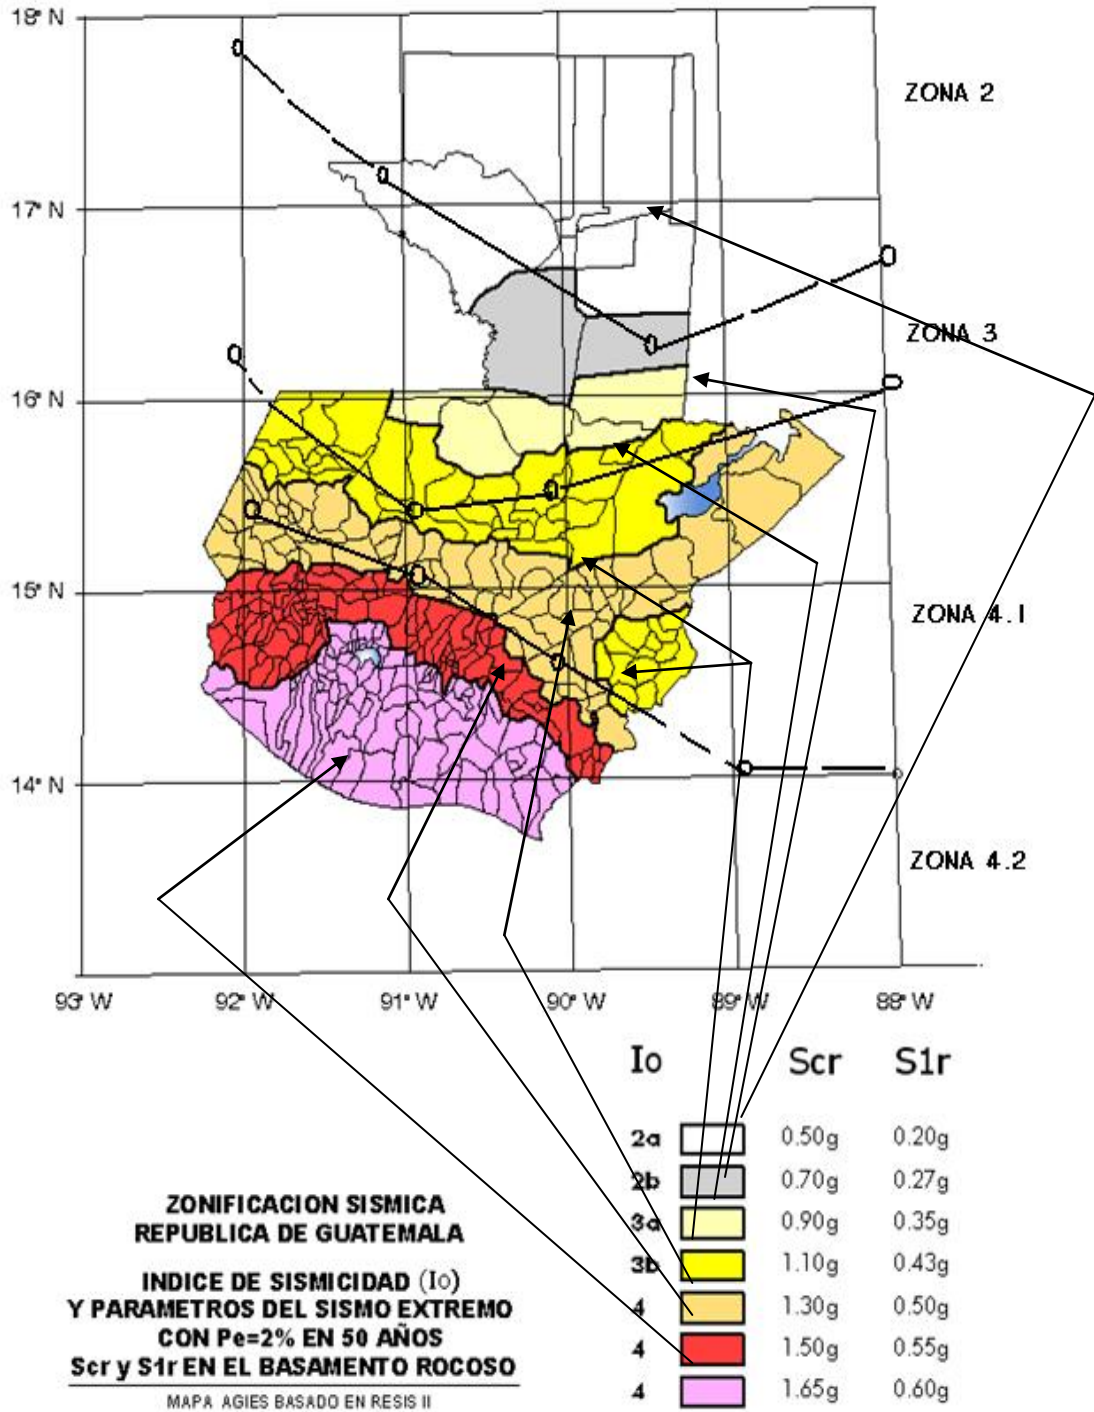 18° N
ZONA 2
17° N
ZONA 3
16° N
15° N
ZONA 4.1
14° N
ZONA 4.2
93° W 92° W 91° W 90° W 89° W 88° W
Io Scr S1r
2a 0.50g 0.20g
2b 0.70g 0.27g
3a 0.90g 0.35g
3b 1.10g 0.43g
4 1.30g 0.50g
4 1.50g 0.55g
4 1.65g 0.60g
ZONIFICACION SISMICA
REPUBLICA DE GUATEMALA
INDICE DE SISMICIDAD (Io)
Y PARAMETROS DEL SISMO EXTREMO
CON Pe=2% EN 50 AÑOS
Scr y S1r EN EL BASAMENTO ROCOSO
MAPA AGIES BASADO EN RESIS II